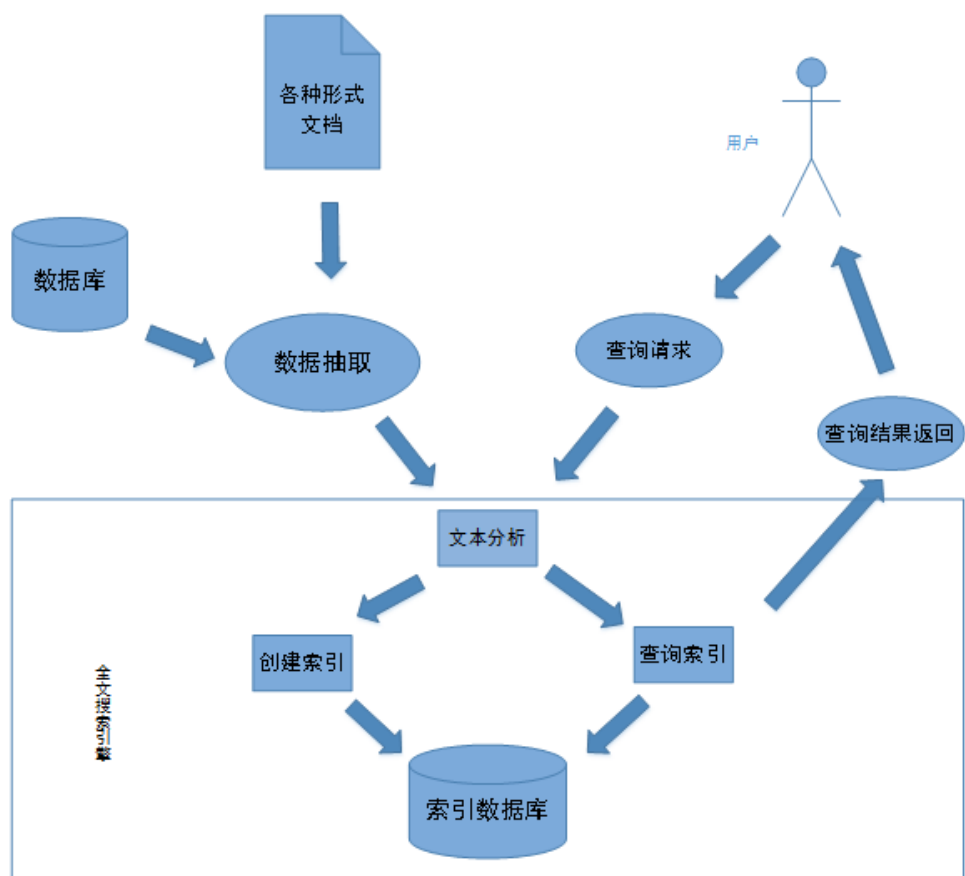 各种形式
文档
用户
数据库
数据抽取
查询请求
查询结果返回
文本分析
创建索引
查询索引
全文搜索引擎
索引数据库